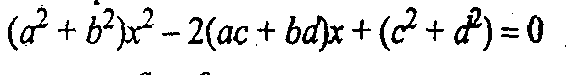 (a² + b²)x² – 2(ac + bd)x + (c² + d²) = 0